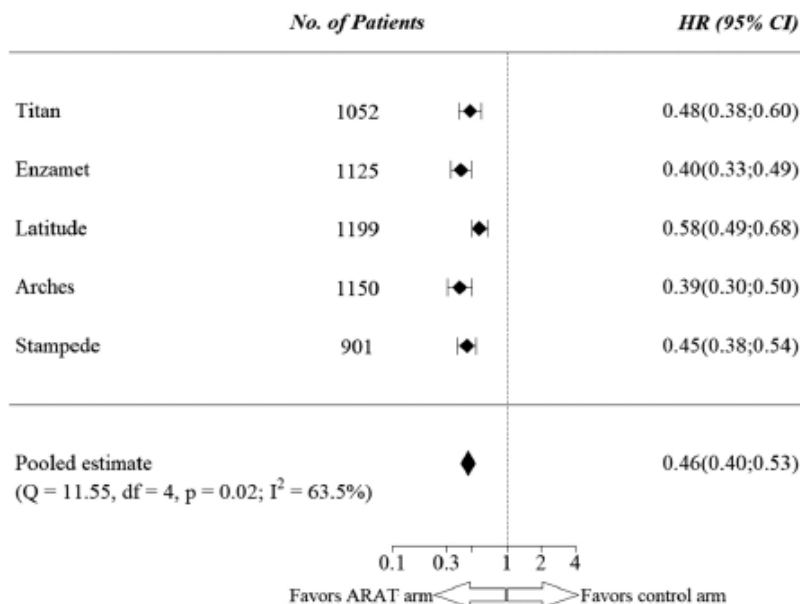 No. of Patients HR (95% CI)
Titan 1052 0.48(0.38;0.60)
Enzamet 1125 0.40(0.33;0.49)
Latitude 1199 0.58(0.49;0.68)
Arches 1150 0.39(0.30;0.50)
Stampede 901 0.45(0.38;0.54)
Pooled estimate 0.46(0.40;0.53)
(Q = 11.55, df = 4, p = 0.02; I² = 63.5%)
0.1 0.3 1 2 4
Favors ARAT arm Favors control arm